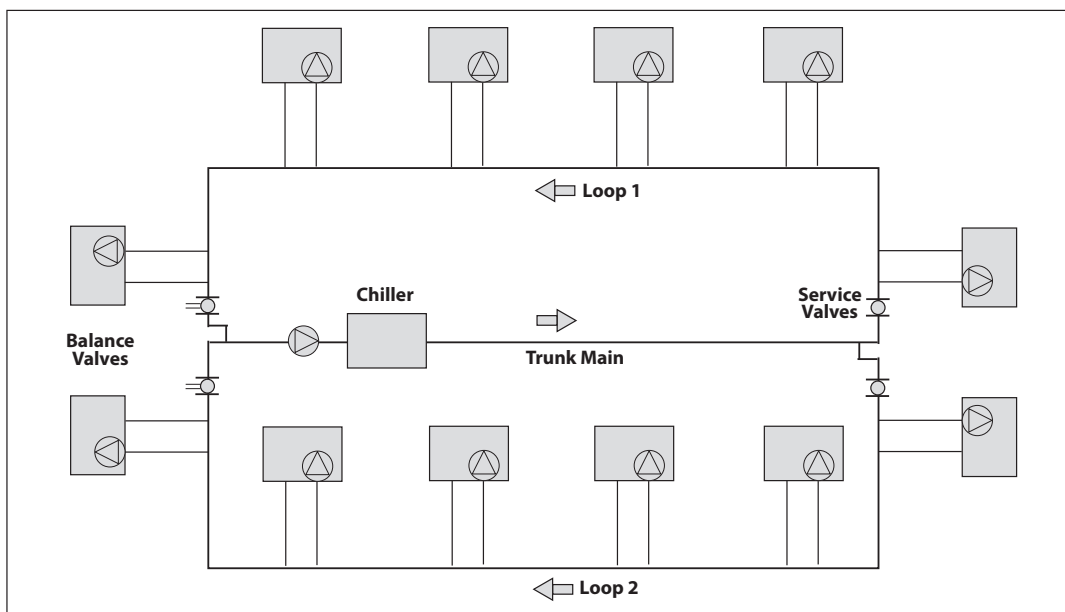 Loop 1
Chiller
Service
Valves
Balance
Valves
Trunk Main
Loop 2